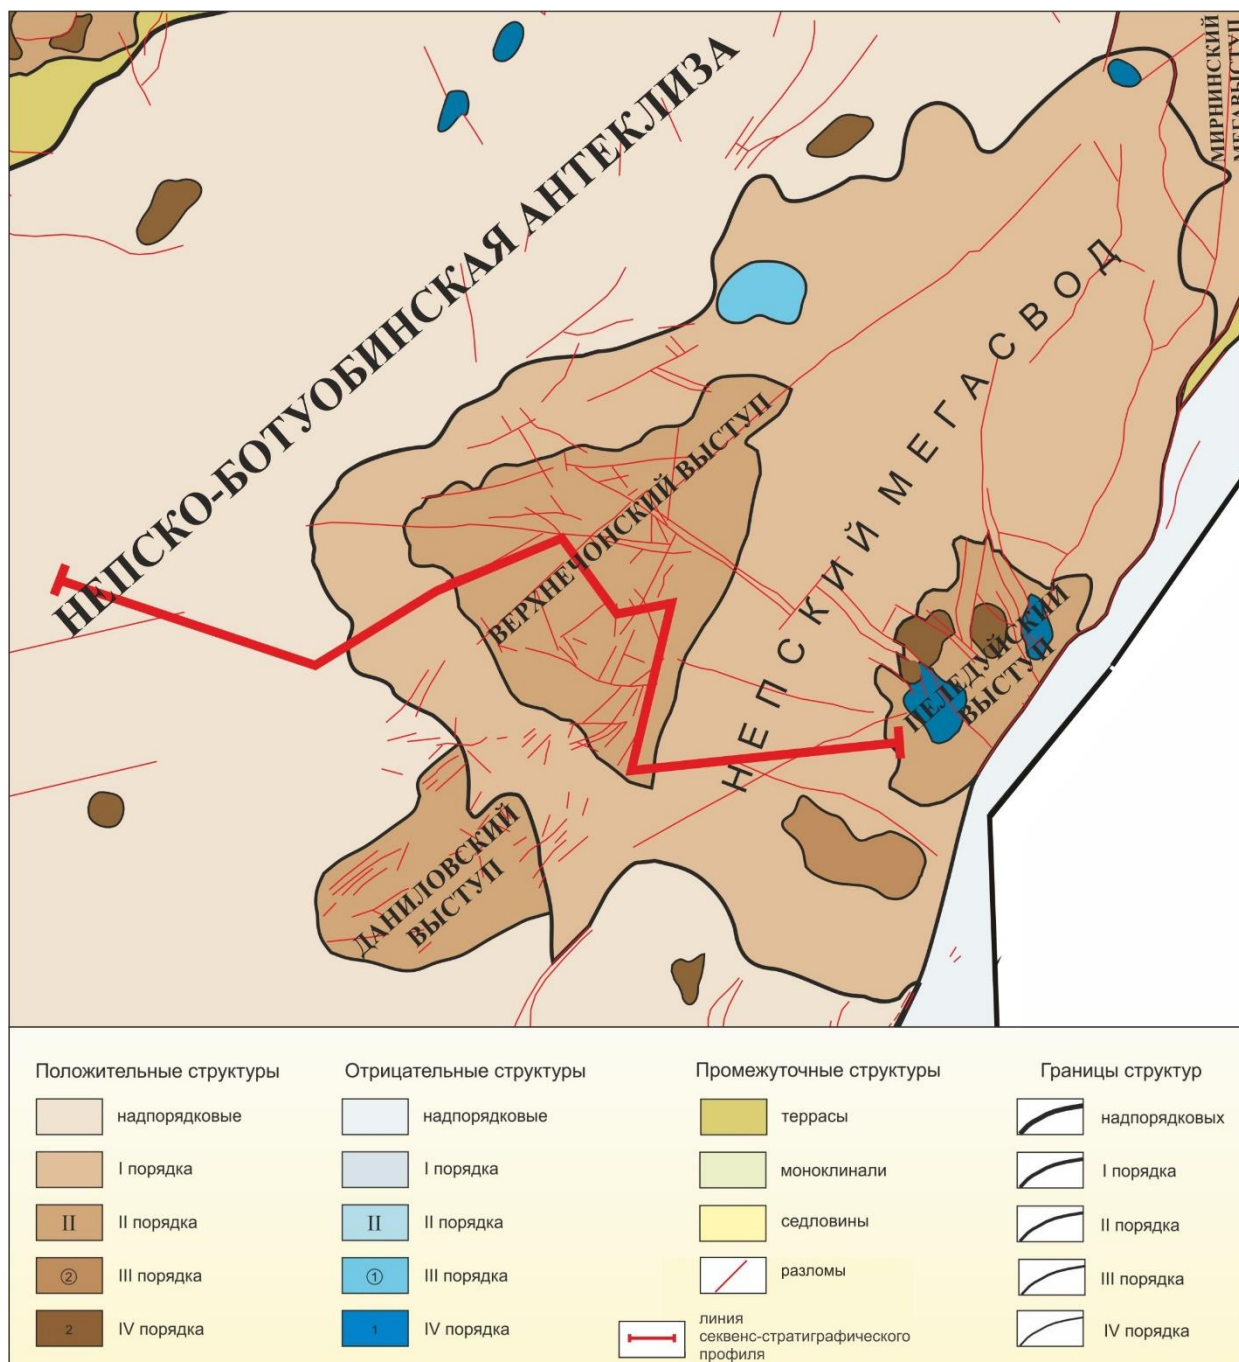 МИРНИНСКИЙ
МЕГАВЫСТУП
НЕПСКО-БОТУОБИНСКАЯ АНТЕКЛИЗА
НЕПСКИЙ МЕГАСВОД
ВЕРХНЕЧОНСКИЙ ВЫСТУП
ПЕЛЕДУЙСКИЙ
ВЫСТУП
ДАНИЛОВСКИЙ
ВЫСТУП
Положительные структуры
надпорядковые
I порядка
II II порядка
2 III порядка
2 IV порядка
Отрицательные структуры
надпорядковые
I порядка
II II порядка
1 III порядка
1 IV порядка
Промежуточные структуры
террасы
моноклинали
седловины
разломы
линия
секвенс-стратиграфического
профиля
Границы структур
надпорядковых
I порядка
II порядка
III порядка
IV порядка